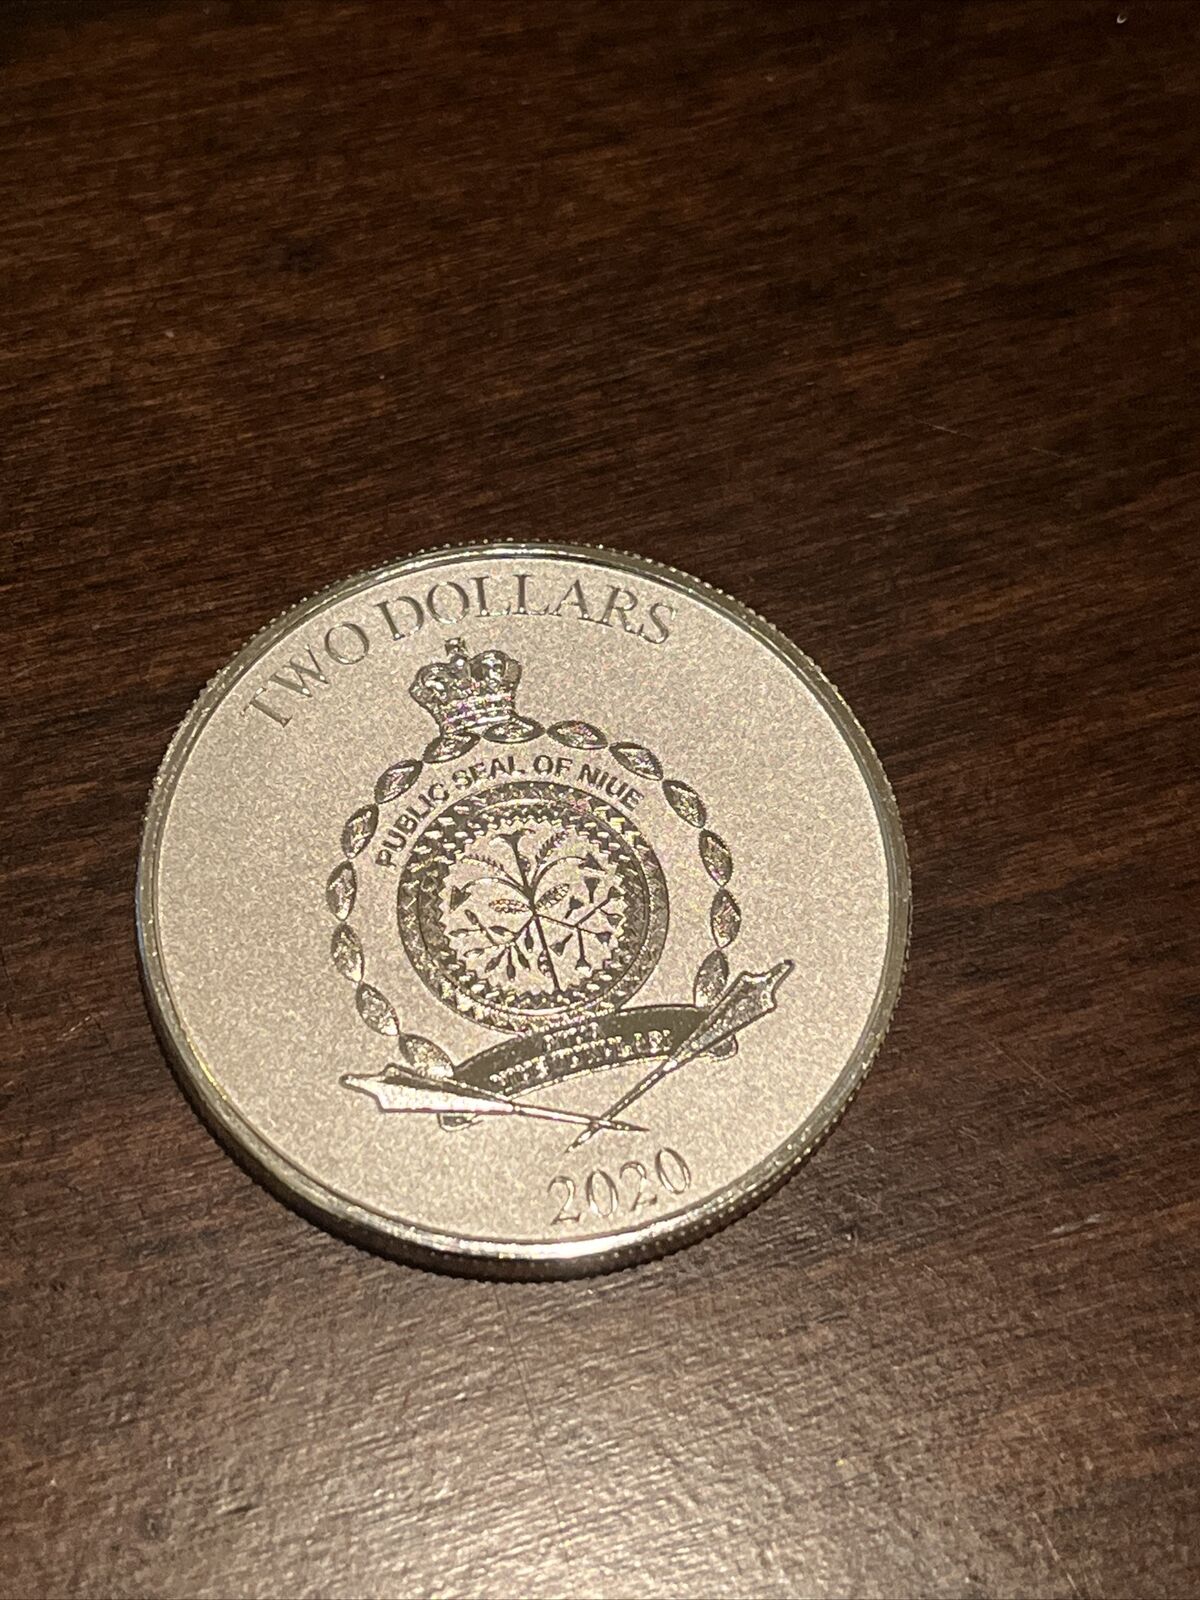 TWO DOLLARS
PUBLIC SEAL OF NIUE
2020